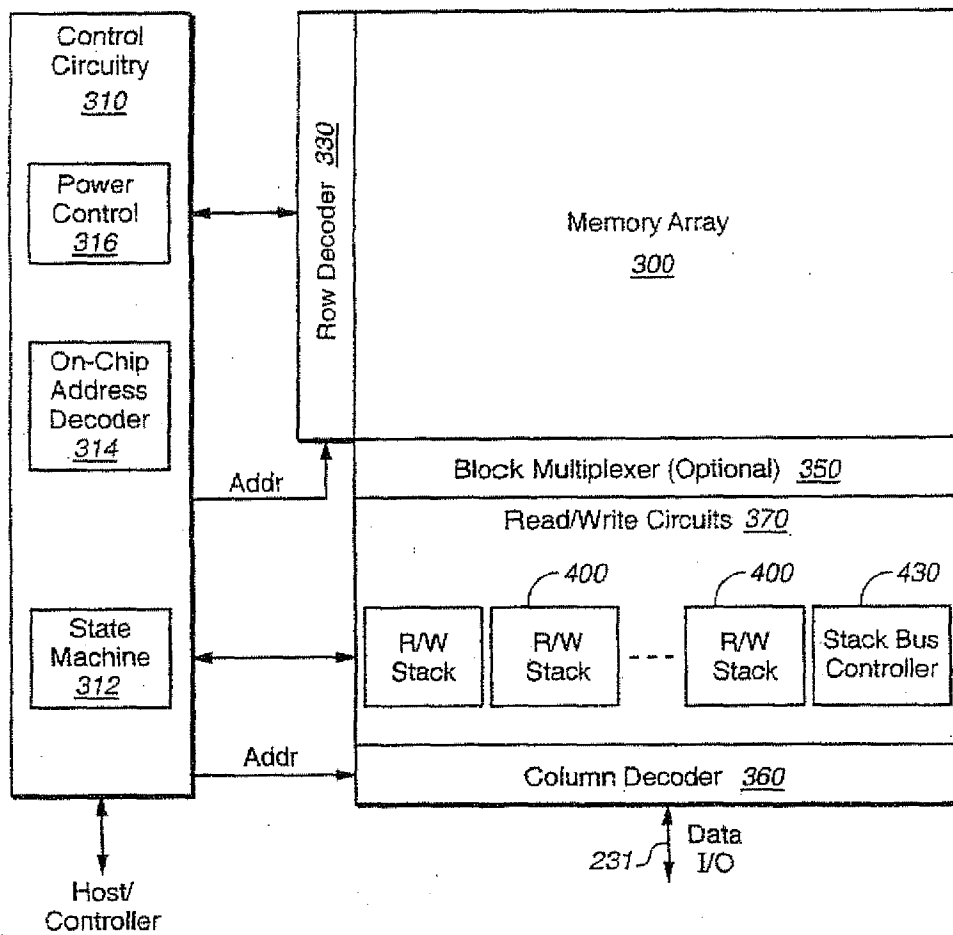 Control
Circuitry
310
Power
Control
316
On-Chip
Address
Decoder
314
State
Machine
312
Host/
Controller
Addr
Addr
Row Decoder 330
Memory Array
300
Block Multiplexer (Optional) 350
Read/Write Circuits 370
400
400
430
R/W
Stack
R/W
Stack
R/W
Stack
Stack Bus
Controller
Column Decoder 360
231
Data
I/O